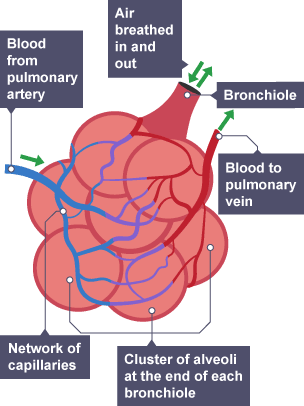 Air
breathed
in and
out
Blood
from
pulmonary
artery
Bronchiole
Blood to
pulmonary
vein
Network of
capillaries
Cluster of alveoli
at the end of each
bronchiole